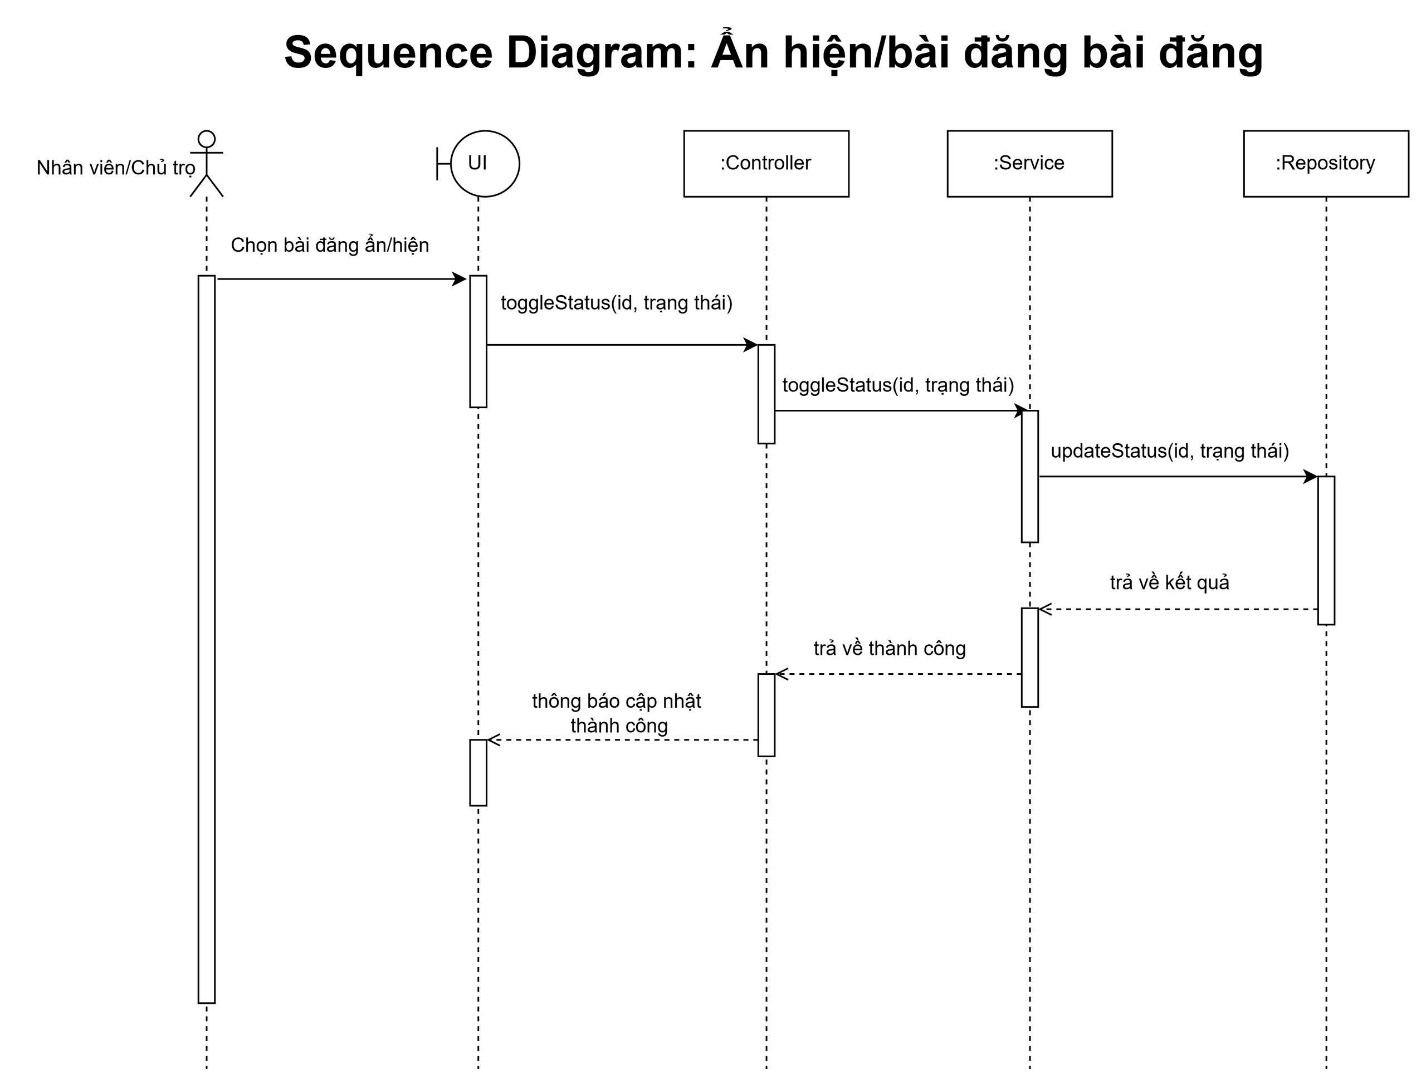 Sequence Diagram: Ẩn hiện/bài đăng bài đăng
Nhân viên/Chủ trọ
UI
:Controller
:Service
:Repository
Chọn bài đăng ẩn/hiện
toggleStatus(id, trạng thái)
toggleStatus(id, trạng thái)
updateStatus(id, trạng thái)
trả về kết quả
trả về thành công
thông báo cập nhật
thành công